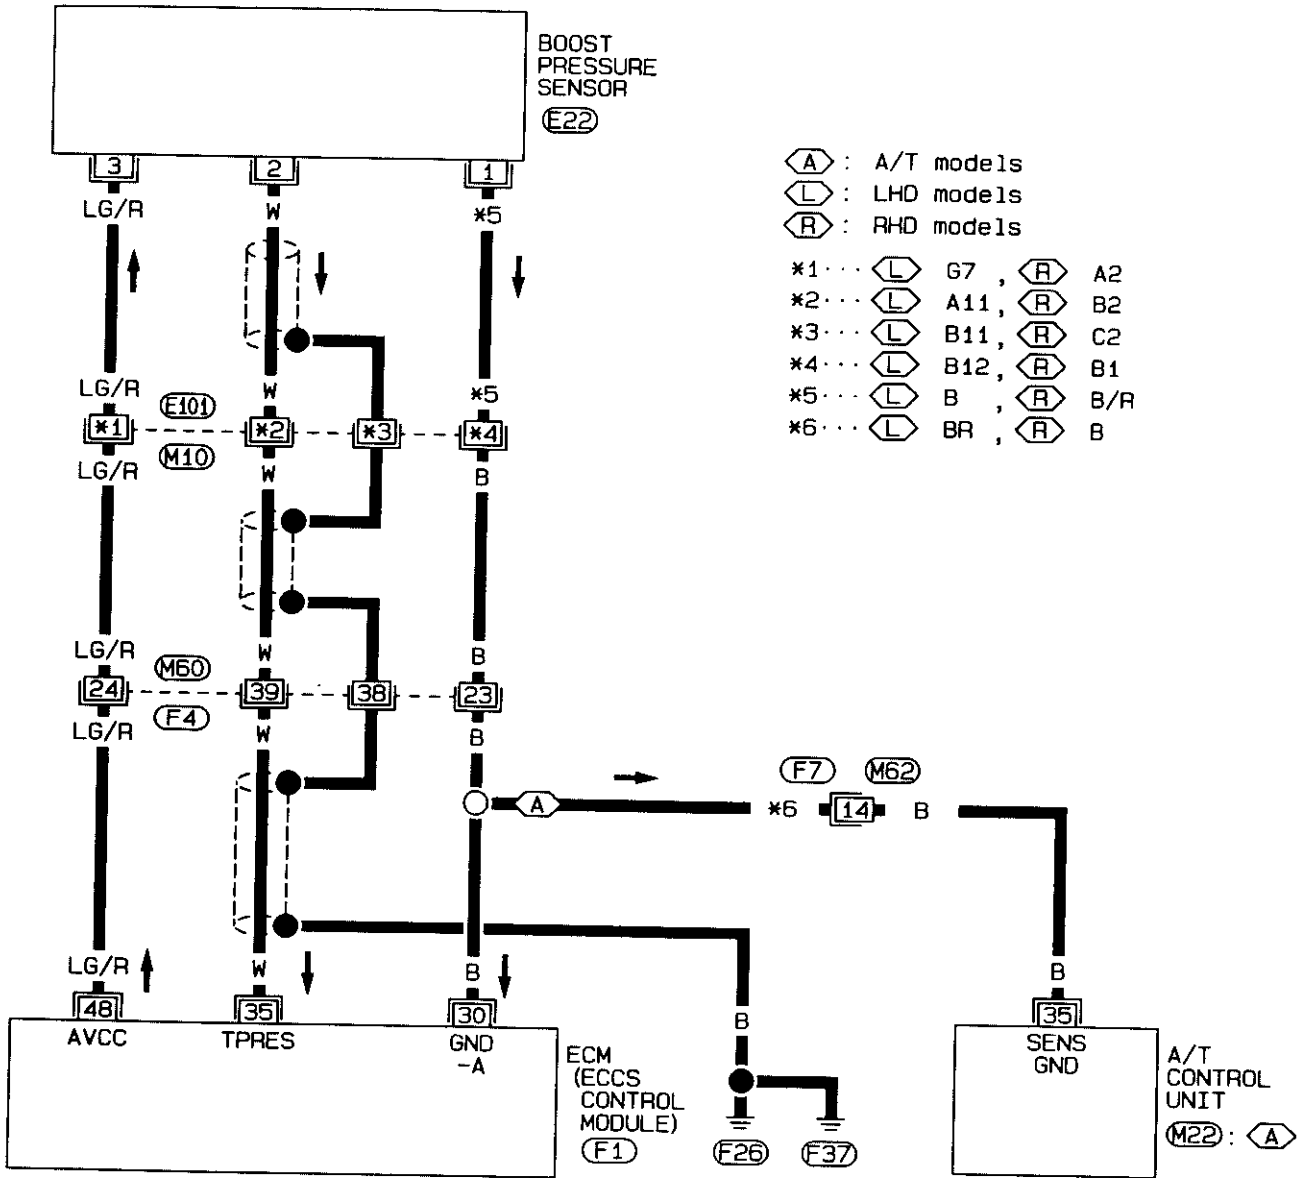 BOOST
PRESSURE
SENSOR
E22
3 2 1
LG/R W *5
A : A/T models
L : LHD models
R : RHD models
*1··· L G7 , R A2
*2··· L A11, R B2
*3··· L B11, R C2
*4··· L B12, R B1
*5··· L B , R B/R
*6··· L BR , R B
LG/R W *5
E101
*1 *2 *3 *4
M10
LG/R W B
LG/R W B
M60
24 39 38 23
F4
LG/R W B
A
F7 M62
*6 14 B
LG/R W B B B
48 35 30 35
AVCC TPRES GND
-A
SENS
GND
ECM
(ECCS
CONTROL
MODULE)
F1
F26 F37
A/T
CONTROL
UNIT
M22 : A